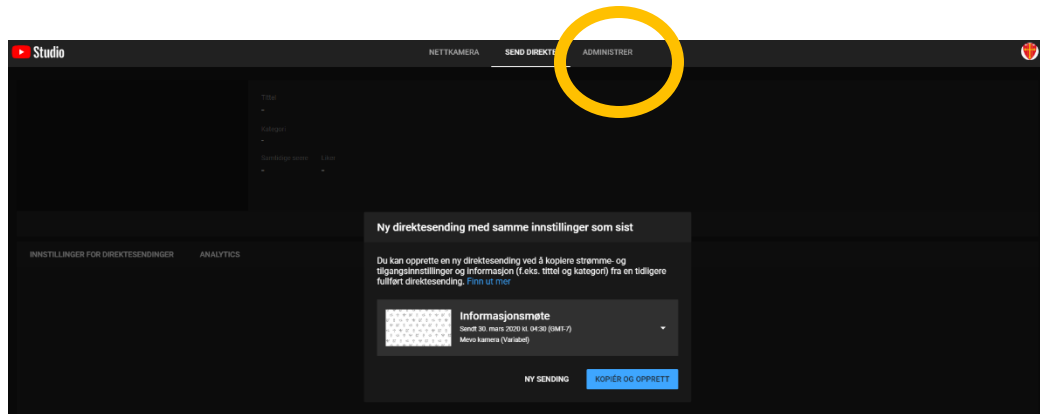 Studio
NETTKAMERA SEND DIREKTE ADMINISTRER
Tittel
-
Kategori
-
Samtidige seere Likes
- -
INNSTILLINGER FOR DIREKTESENDINGER ANALYTICS
Ny direktesending med samme innstillinger som sist
Du kan opprette en ny direktesending ved å kopiere strømme- og
tilgangsinnstillinger og informasjon (f.eks. tittel og kategori) fra en tidligere
fullført direktesending. Finn ut mer
Informasjonsmøte
Sendt 30. mars 2020 kl. 04:30 (GMT-7)
Mevo kamera (Variabel)
NY SENDING KOPIÉR OG OPPRETT